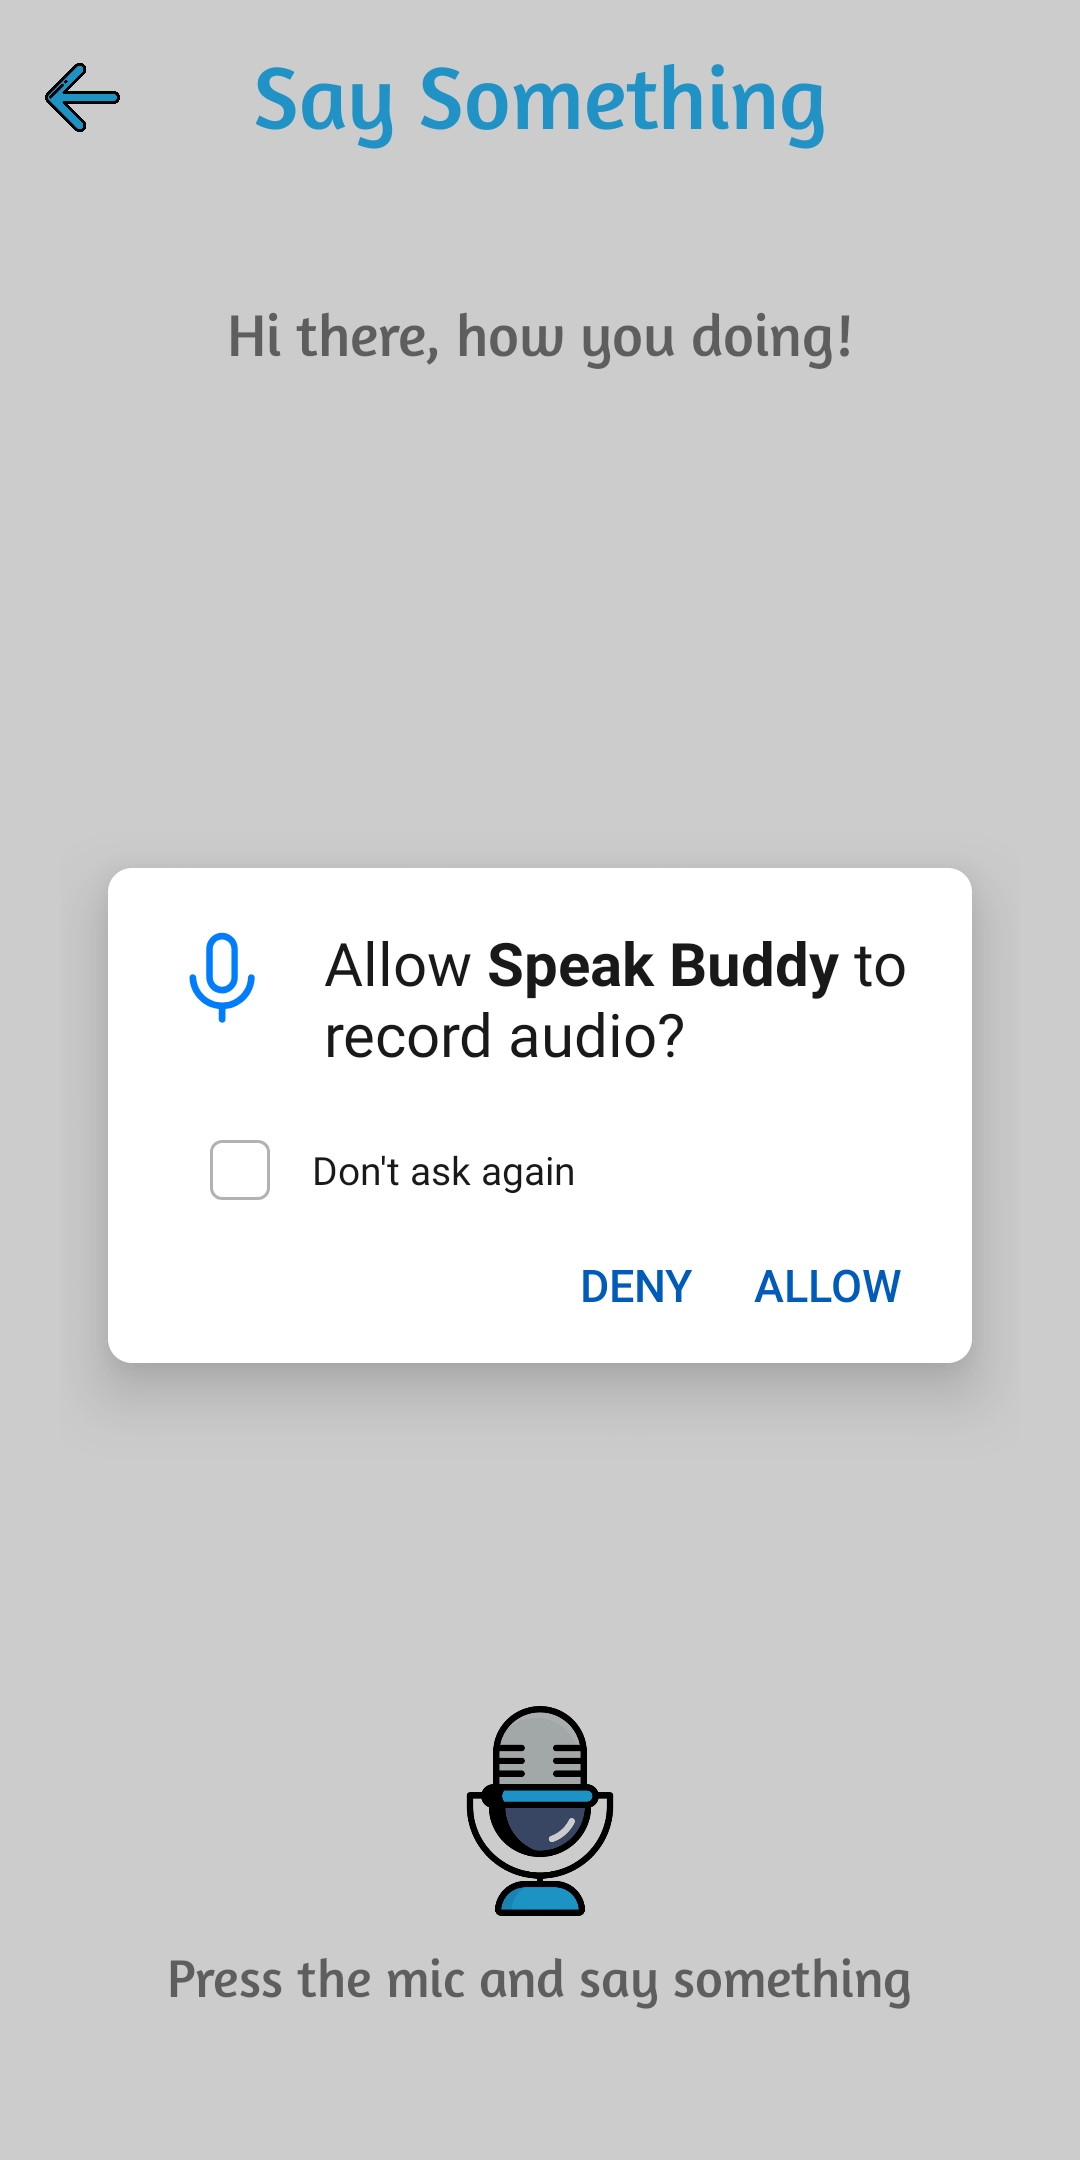 Say Something
Hi there, how you doing!
Allow Speak Buddy to
record audio?
Don't ask again
DENY ALLOW
Press the mic and say something